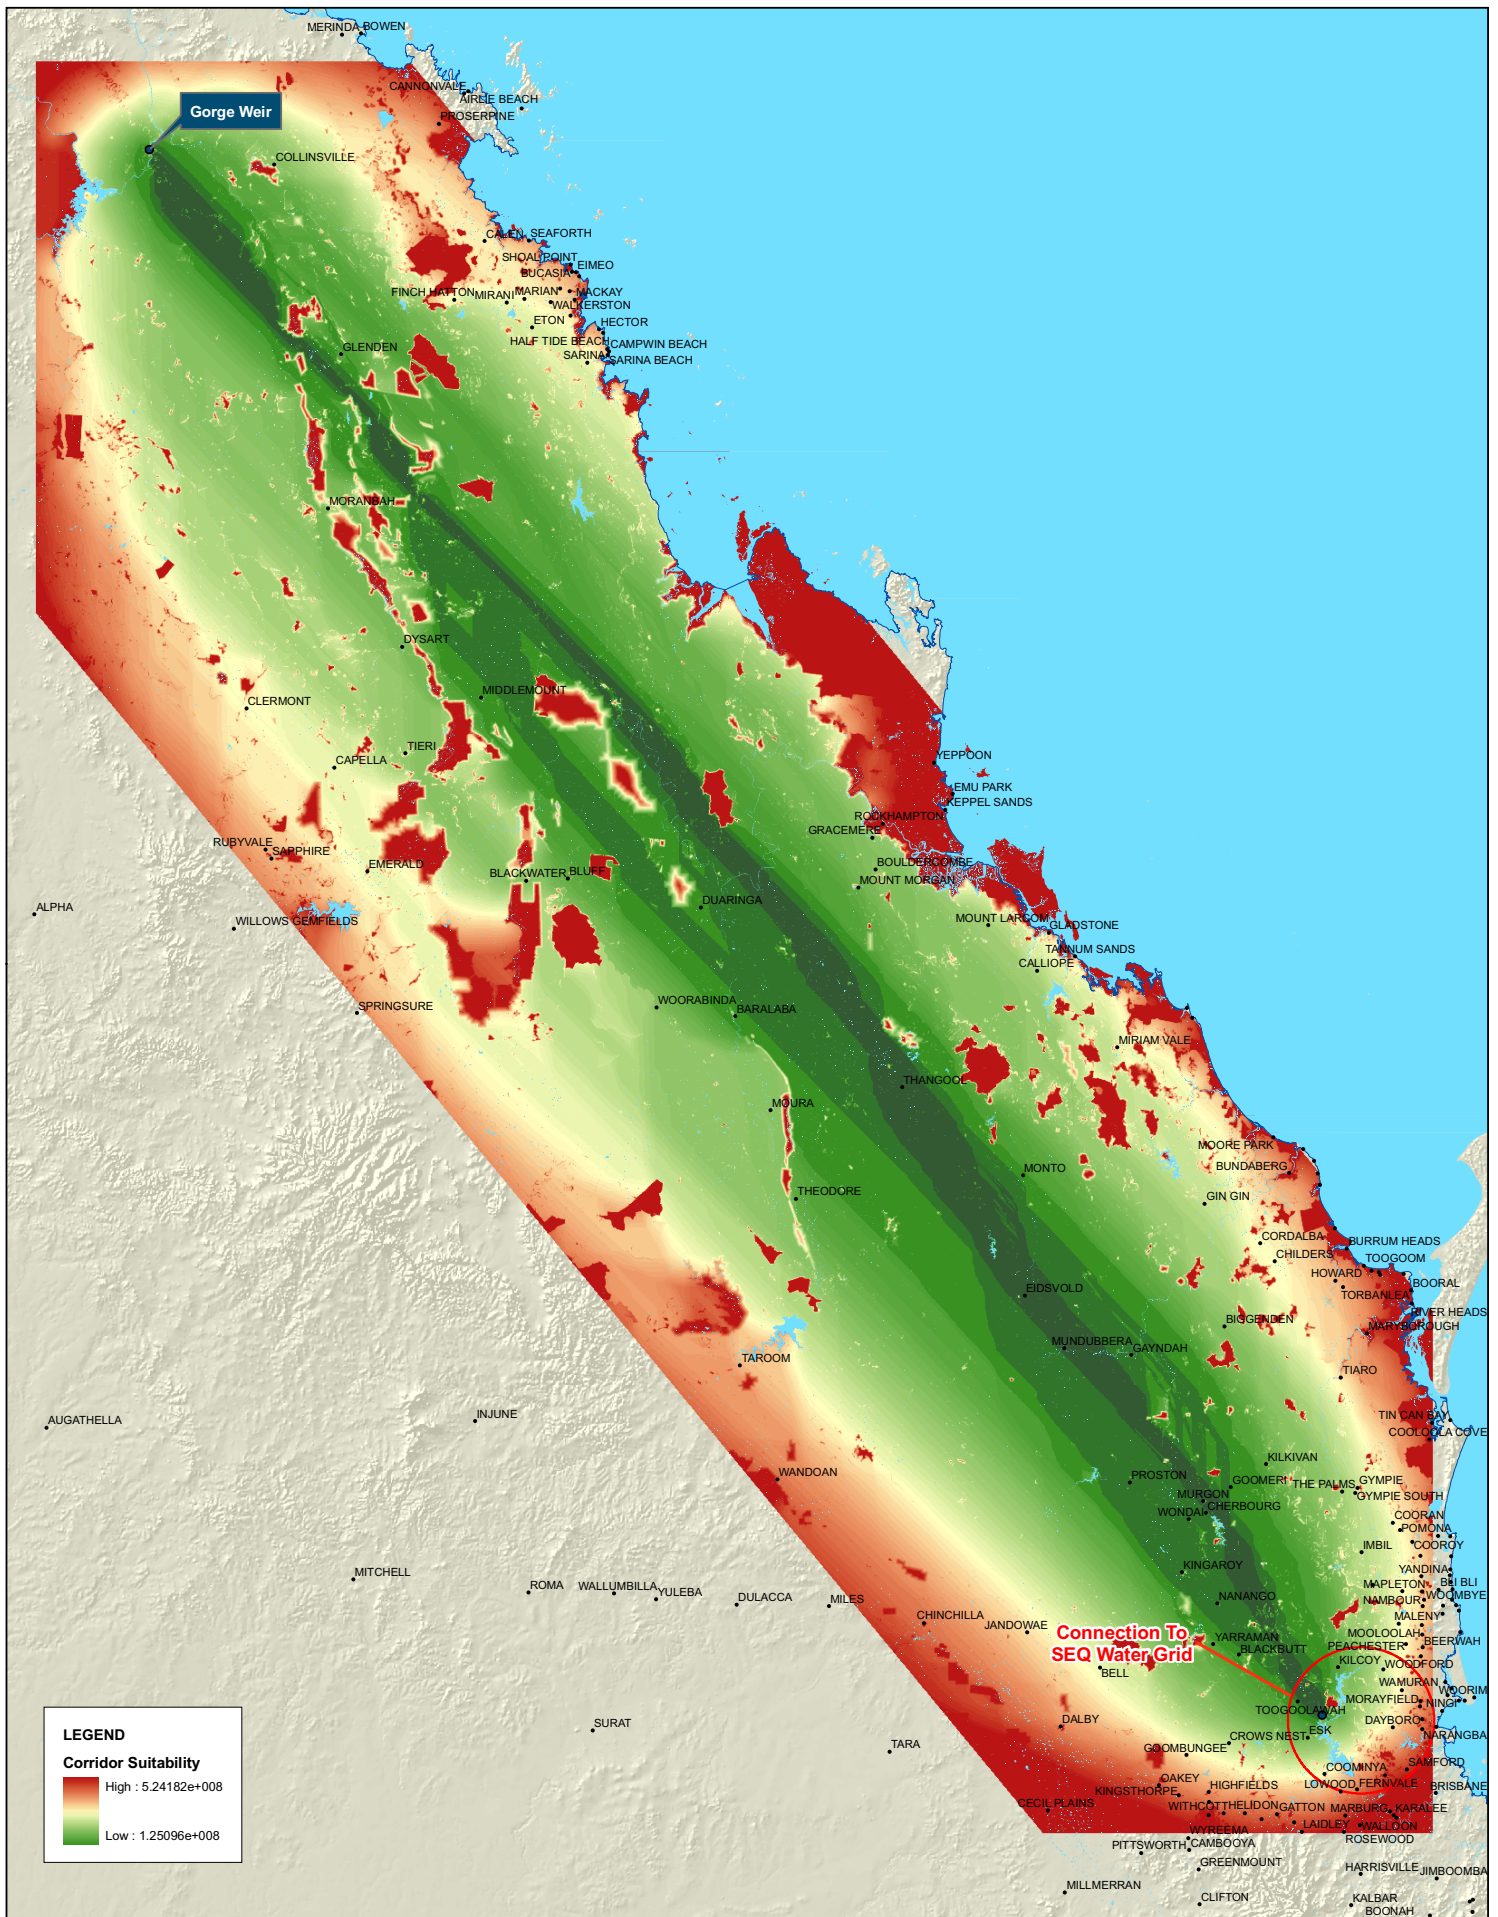 MERINDA
BOWEN
CANNONVALE
AIRLIE BEACH
Gorge Weir
PROSERPINE
COLLINSVILLE
CALEN
SEAFORTH
SHOAL POINT
EIMEO
BUCASIA
FINCH HATTON
MIRANI
MARIAN
MACKAY
WALKERSTON
ETON
HECTOR
HALF TIDE BEACH
CAMPWIN BEACH
GLENDEN
SARINA
SARINA BEACH
MORANBAH
DYSART
MIDDLEMOUNT
CLERMONT
TIERI
CAPELLA
YEPPOON
EMU PARK
KEPPEL SANDS
ROCKHAMPTON
GRACEMERE
RUBYVALE
SAPPHIRE
EMERALD
BLACKWATER
BLUFF
BOULDERCOMBE
MOUNT MORGAN
DUARINGA
ALPHA
WILLOWS GEMFIELDS
MOUNT LARCOM
GLADSTONE
TANNUM SANDS
CALLIOPE
SPRINGSURE
WOORABINDA
BARALABA
MIRIAM VALE
THANGOOL
MOURA
MOORE PARK
BUNDABERG
MONTO
THEODORE
GIN GIN
CORDALBA
BURRUM HEADS
CHILDERS
TOOGOOM
HOWARD
BOORAL
EIDSVOLD
TORBANLEA
RIVER HEADS
BIGGENDEN
MARYBOROUGH
MUNDUBBERA
GAYNDAH
TAROOM
TIARO
AUGATHELLA
INJUNE
TIN CAN BAY
COOLOOLA COVE
WANDOAN
KILKIVAN
PROSTON
GOOMERI
THE PALMS
GYMPIE
MURGON
GYMPIE SOUTH
CHERBOURG
WONDAI
COORAN
POMONA
IMBIL
COOROY
MITCHELL
KINGAROY
YANDINA
ROMA
WALLUMBILLA
YULEBA
DULACCA
MILES
NANANGO
MAPLETON
BLI BLI
NAMBOUR
WOOMBYE
CHINCHILLA
JANDOWAE
MALENY
Connection To
SEQ Water Grid
YARRAMAN
BLACKBUTT
MOOLOOLAH
PEACHESTER
BEERWAH
BELL
KILCOY
WOODFORD
WAMURAN
WOORIM
MORAYFIELD
NINGI
TOOGOOLAWAH
SURAT
DALBY
DAYBORO
NARANGBA
CROWS NEST
ESK
TARA
GOOMBUNGEE
SAMFORD
COOMINYA
OAKEY
KINGSTHORPE
HIGHFIELDS
LOWOOD
FERNVALE
BRISBANE
CECIL PLAINS
WITHCOTT
HELIDON
GATTON
MARBURG
KARALEE
LAIDLEY
WALLOON
WYREEMA
ROSEWOOD
PITTSWORTH
CAMBOOYA
GREENMOUNT
HARRISVILLE
JIMBOOMBA
MILLMERRAN
CLIFTON
KALBAR
BOONAH
LEGEND
Corridor Suitability
High : 5.24182e+008
Low : 1.25096e+008